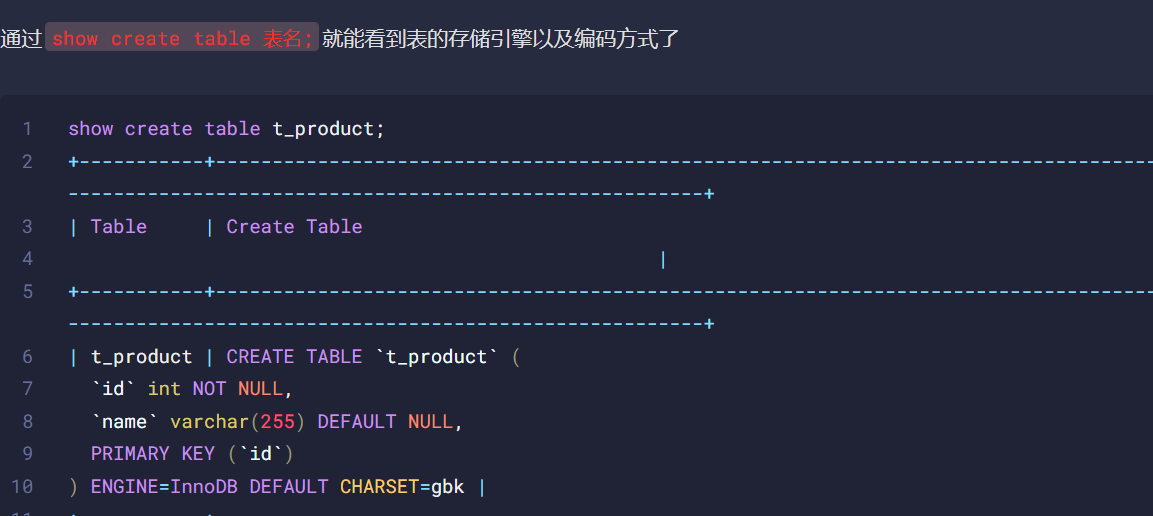 通过 show create table 表名; 就能看到表的存储引擎以及编码方式了
1 show create table t_product;
2 +-----------+-----------------------------------------------------------------------------------
--------------------------------------------------------+
3 | Table     | Create Table
4                                                     |
5 +-----------+-----------------------------------------------------------------------------------
--------------------------------------------------------+
6 | t_product | CREATE TABLE `t_product` (
7   `id` int NOT NULL,
8   `name` varchar(255) DEFAULT NULL,
9   PRIMARY KEY (`id`)
10 ) ENGINE=InnoDB DEFAULT CHARSET=gbk |